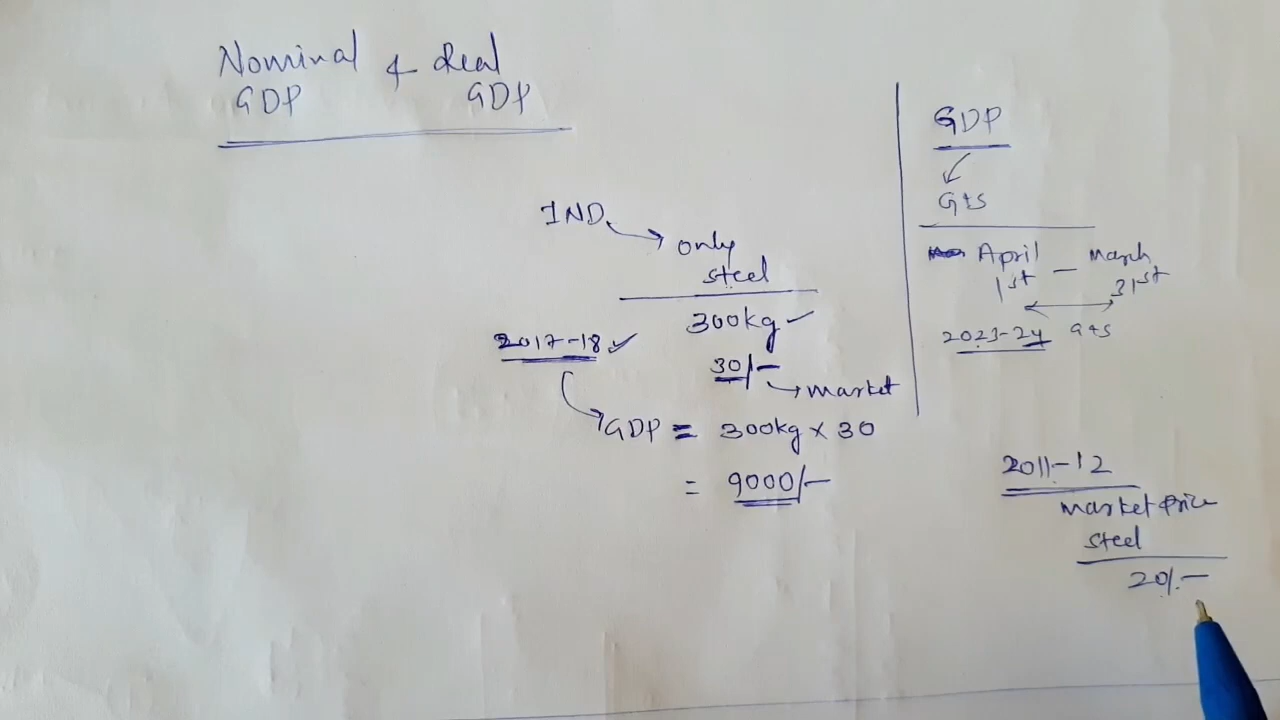 Nominal & Real
GDP GDP
IND
only
steel
300kg
2017-18
30/-
market
GDP = 300kg x 30
= 9000/-
GDP
G+S
April - March
1st 31st
2023-24 G+S
2011-12
market price
steel
20/-